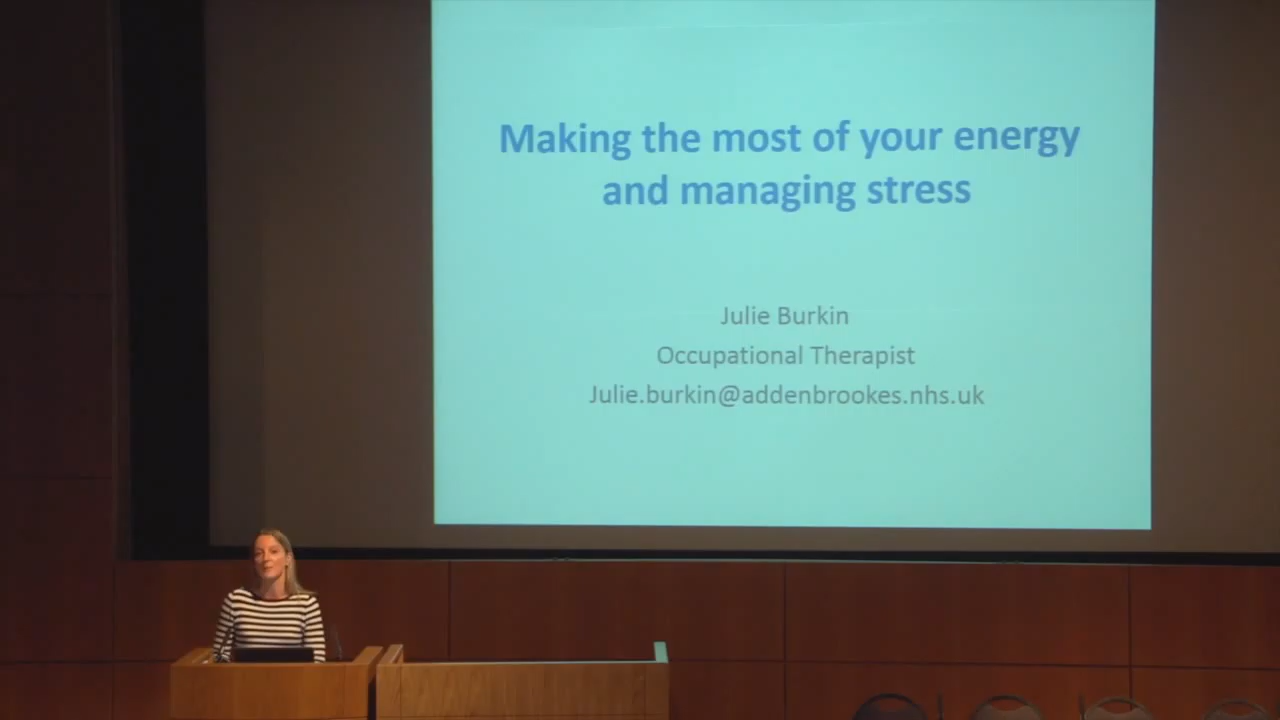 Making the most of your energy
and managing stress
Julie Burkin
Occupational Therapist
Julie.burkin@addenbrookes.nhs.uk